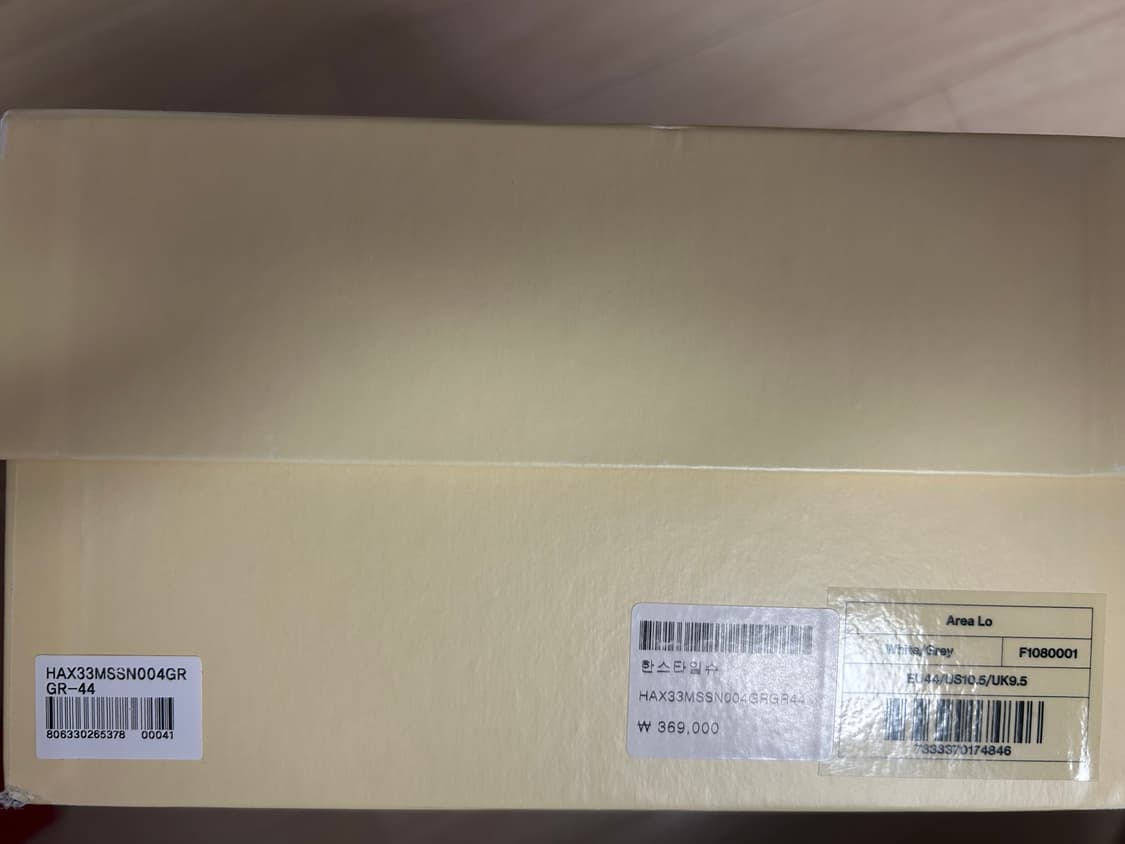 HAX33MSSN004GR
GR-44
806330265378 00041
한스타일슈
HAX33MSSN004GRGR44
₩ 369,000
Area Lo
White/Grey F1080001
EU44/US10.5/UK9.5
7333370174846